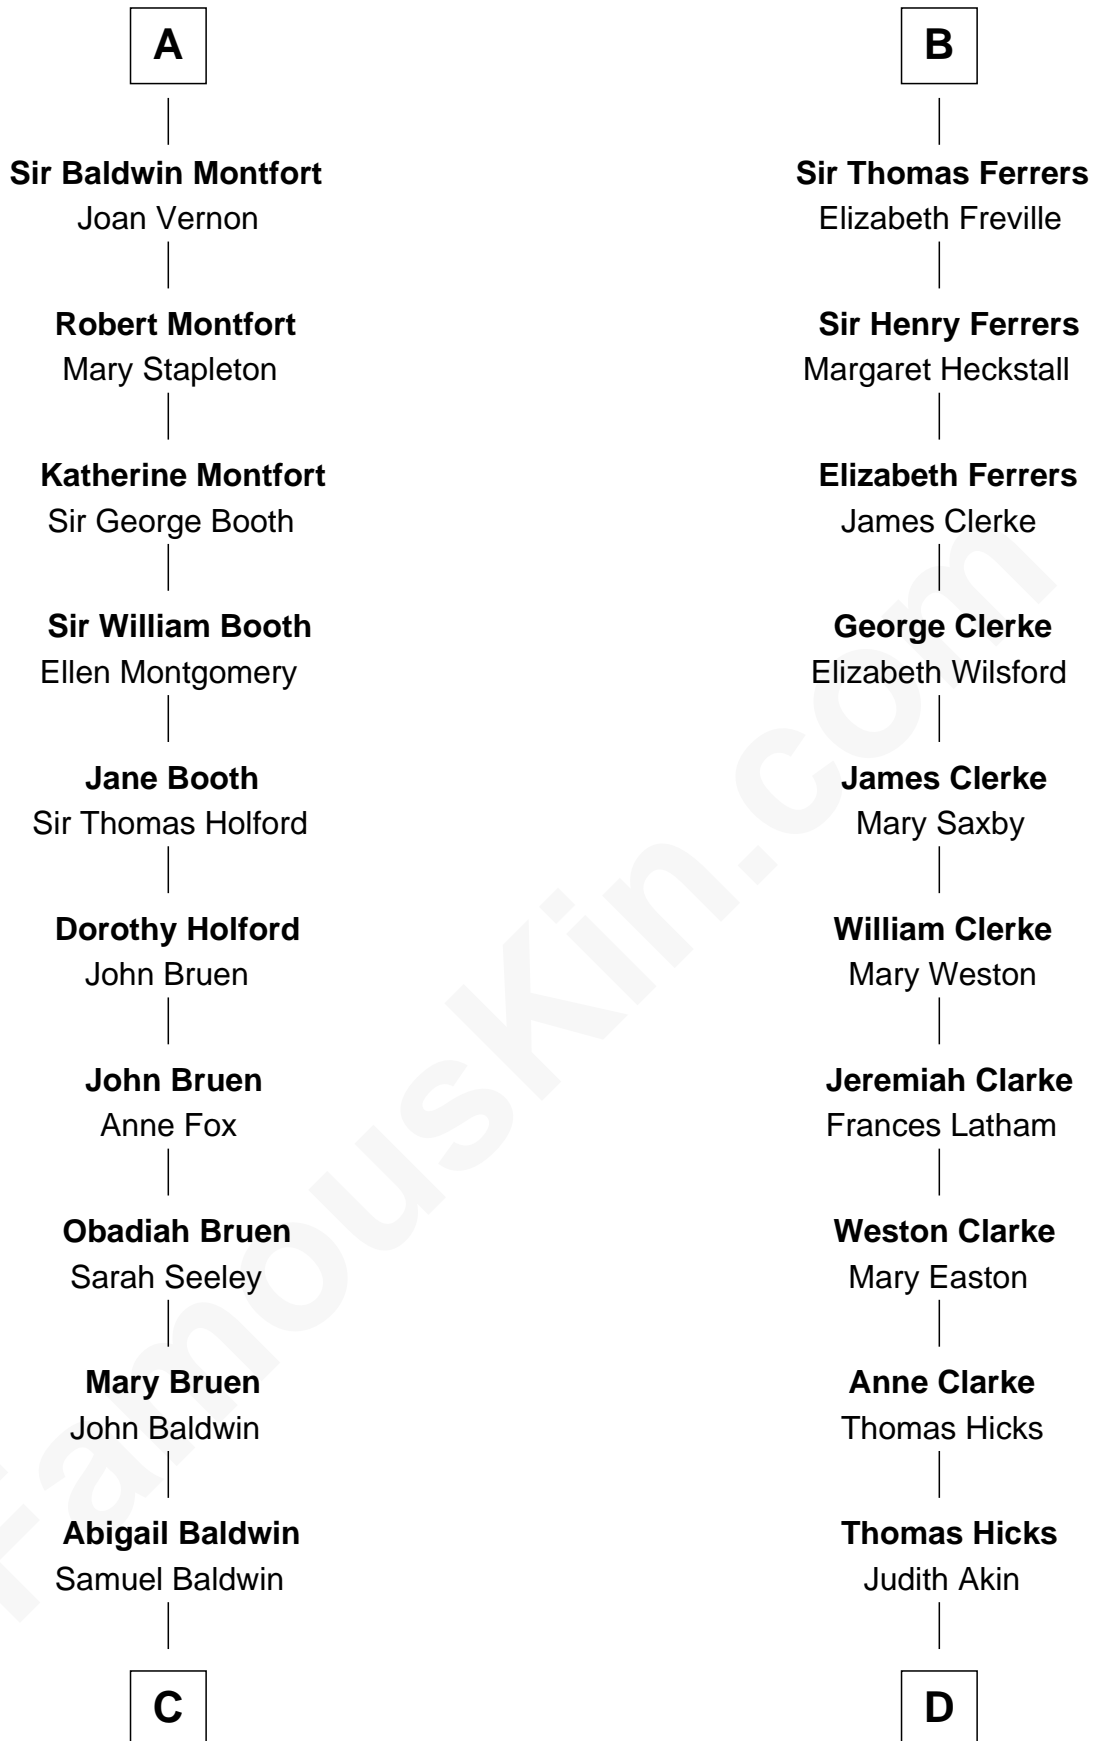 A
Sir Baldwin Montfort
Joan Vernon
Robert Montfort
Mary Stapleton
Katherine Montfort
Sir George Booth
Sir William Booth
Ellen Montgomery
Jane Booth
Sir Thomas Holford
Dorothy Holford
John Bruen
John Bruen
Anne Fox
Obadiah Bruen
Sarah Seeley
Mary Bruen
John Baldwin
Abigail Baldwin
Samuel Baldwin
C
B
Sir Thomas Ferrers
Elizabeth Freville
Sir Henry Ferrers
Margaret Heckstall
Elizabeth Ferrers
James Clerke
George Clerke
Elizabeth Wilsford
James Clerke
Mary Saxby
William Clerke
Mary Weston
Jeremiah Clarke
Frances Latham
Weston Clarke
Mary Easton
Anne Clarke
Thomas Hicks
Thomas Hicks
Judith Akin
D
FamousKin.com